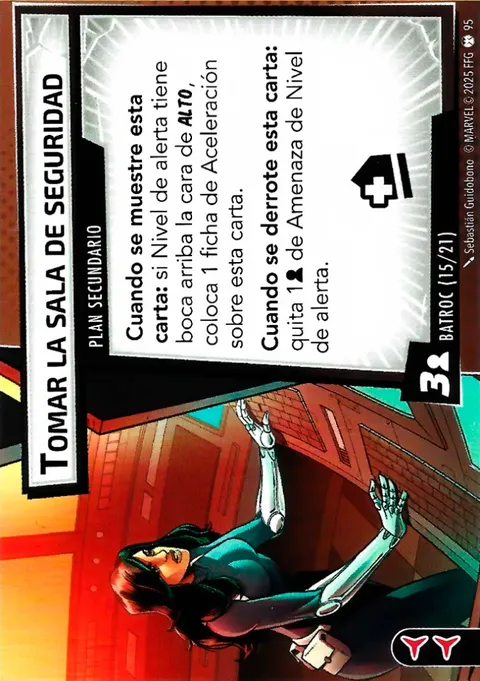 TOMAR LA SALA DE SEGURIDAD
PLAN SECUNDARIO
Cuando se muestre esta
carta: si Nivel de alerta tiene
boca arriba la cara de ALTO,
coloca 1 ficha de Aceleración
sobre esta carta.
Cuando se derrote esta carta:
quita 1 de Amenaza de Nivel
de alerta.
3
BATROC (15/21)
Sebastián Guidobono © MARVEL © 2025 FFG 95